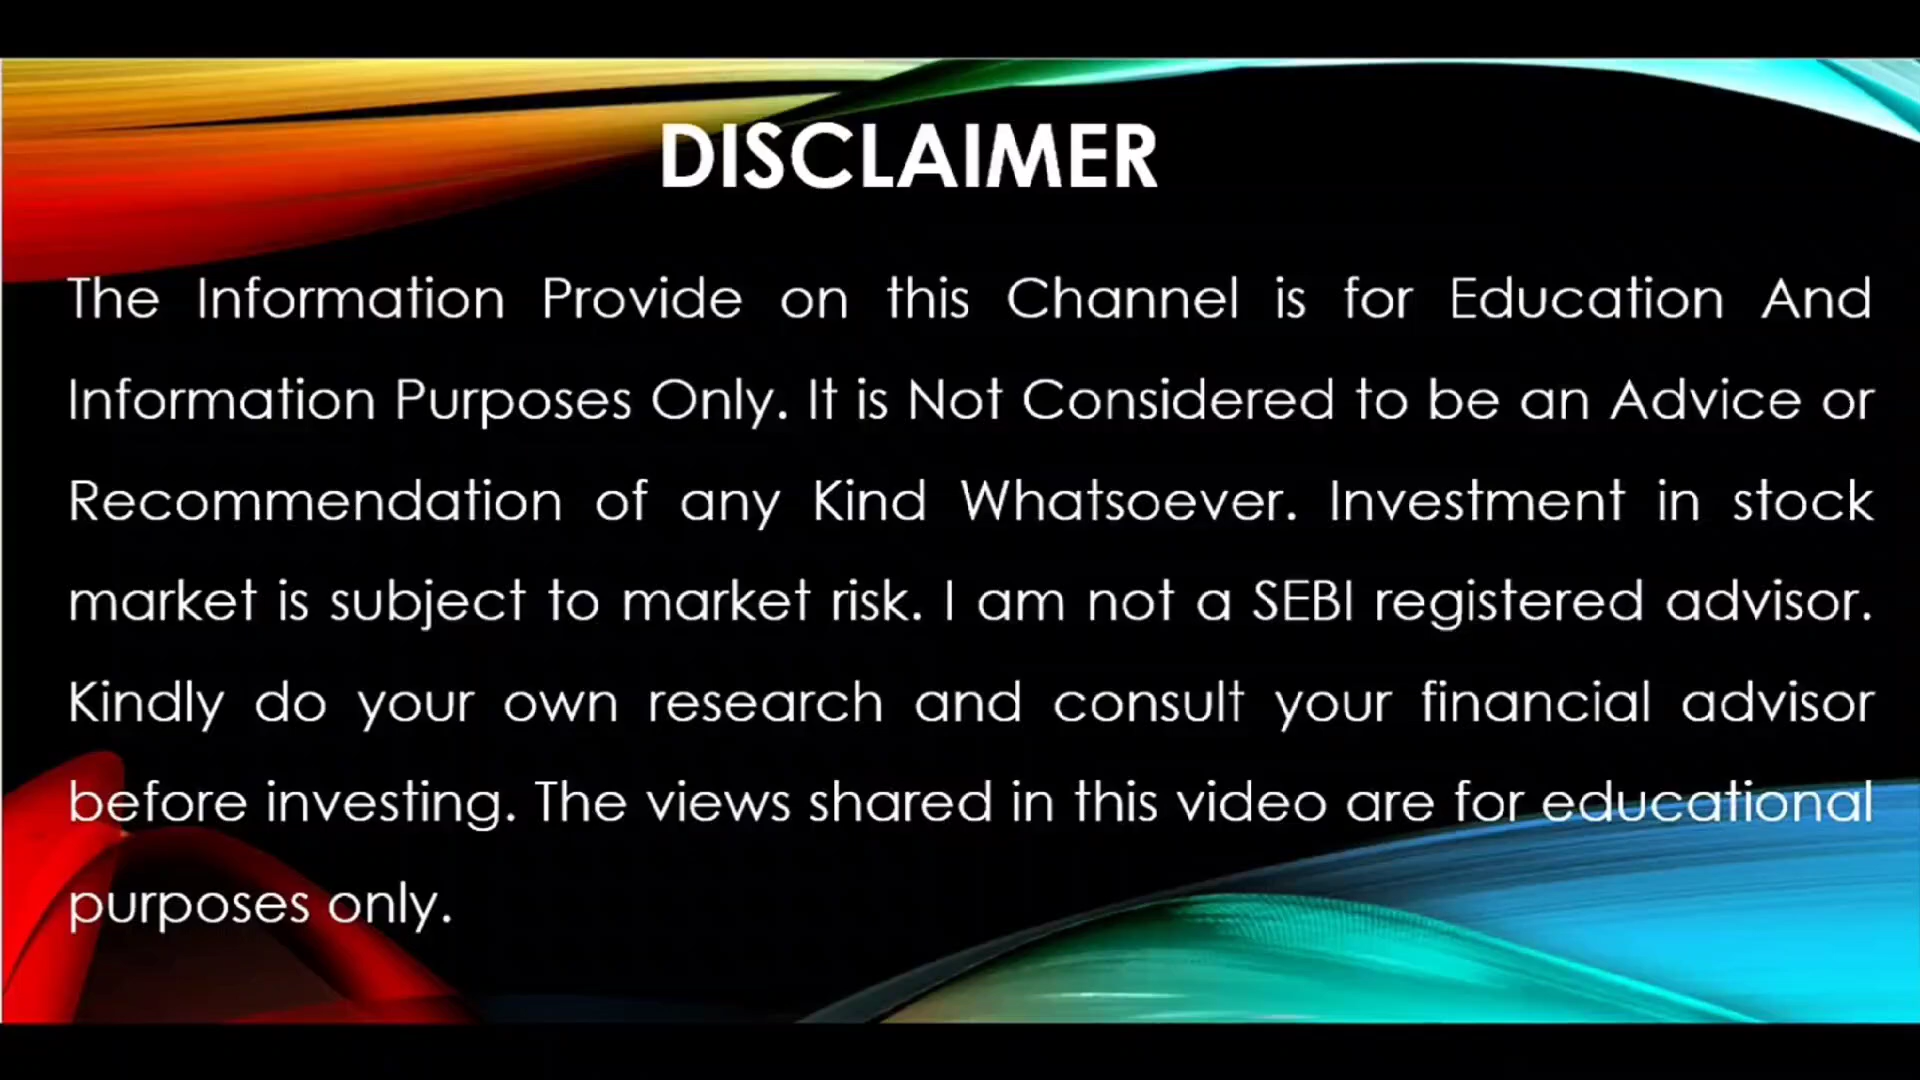 DISCLAIMER
The Information Provide on this Channel is for Education And
Information Purposes Only. It is Not Considered to be an Advice or
Recommendation of any Kind Whatsoever. Investment in stock
market is subject to market risk. I am not a SEBI registered advisor.
Kindly do your own research and consult your financial advisor
before investing. The views shared in this video are for educational
purposes only.